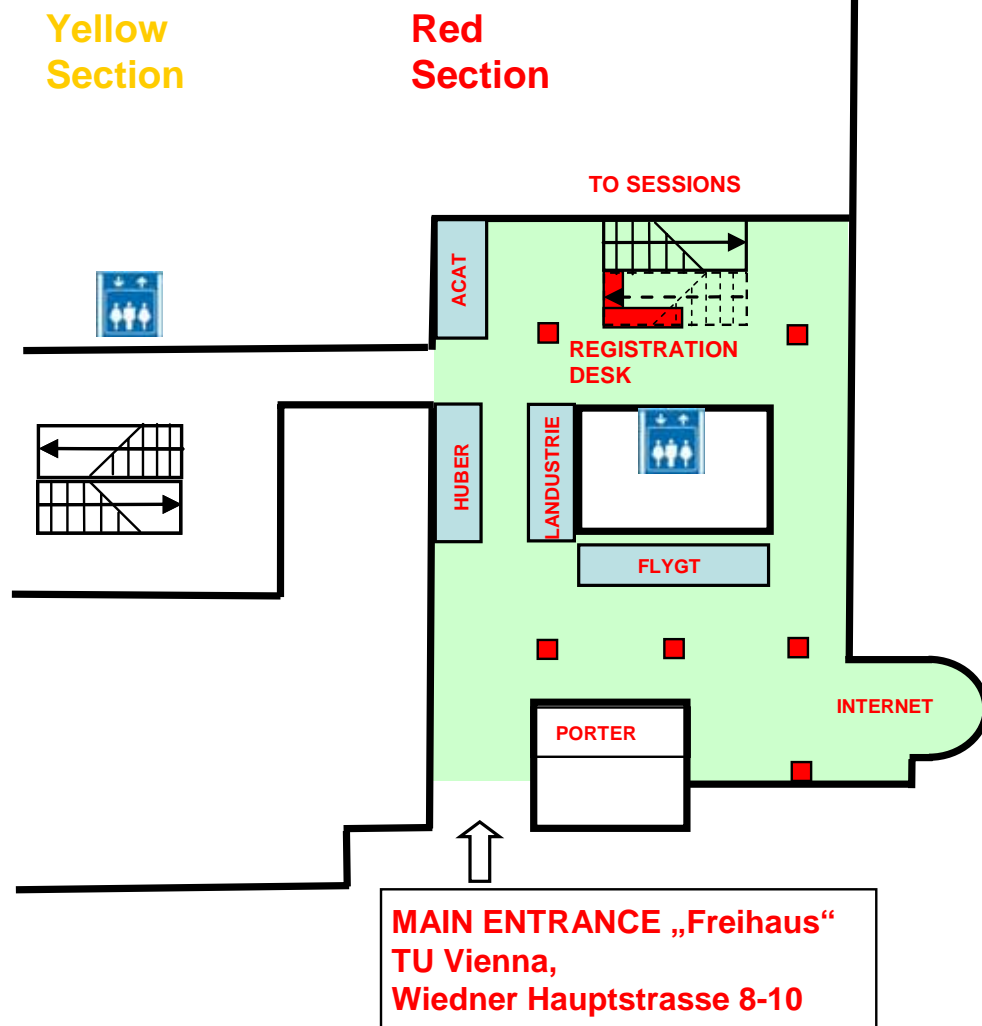 Yellow
Section
Red
Section
TO SESSIONS
ACAT
REGISTRATION
DESK
HUBER
LANDUSTRIE
FLYGT
INTERNET
PORTER
MAIN ENTRANCE „Freihaus“
TU Vienna,
Wiedner Hauptstrasse 8-10